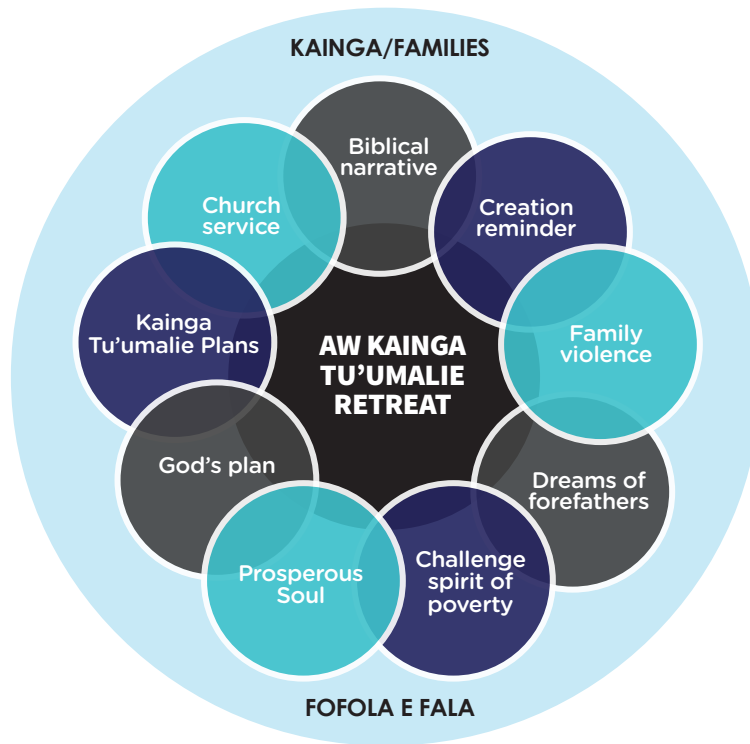 KAINGA/FAMILIES
Biblical
narrative
Creation
reminder
Family
violence
Dreams of
forefathers
Challenge
spirit of
poverty
Prosperous
Soul
God’s plan
Kainga
Tu’umalie Plans
Church
service
AW KAINGA
TU’UMALIE
RETREAT
FOFOLA E FALA